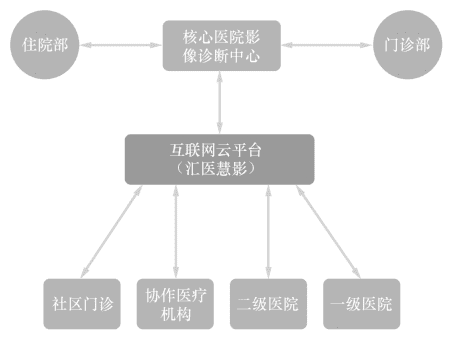 住院部
核心医院影
像诊断中心
门诊部
互联网云平台
（汇医慧影）
社区门诊
协作医疗
机构
二级医院
一级医院